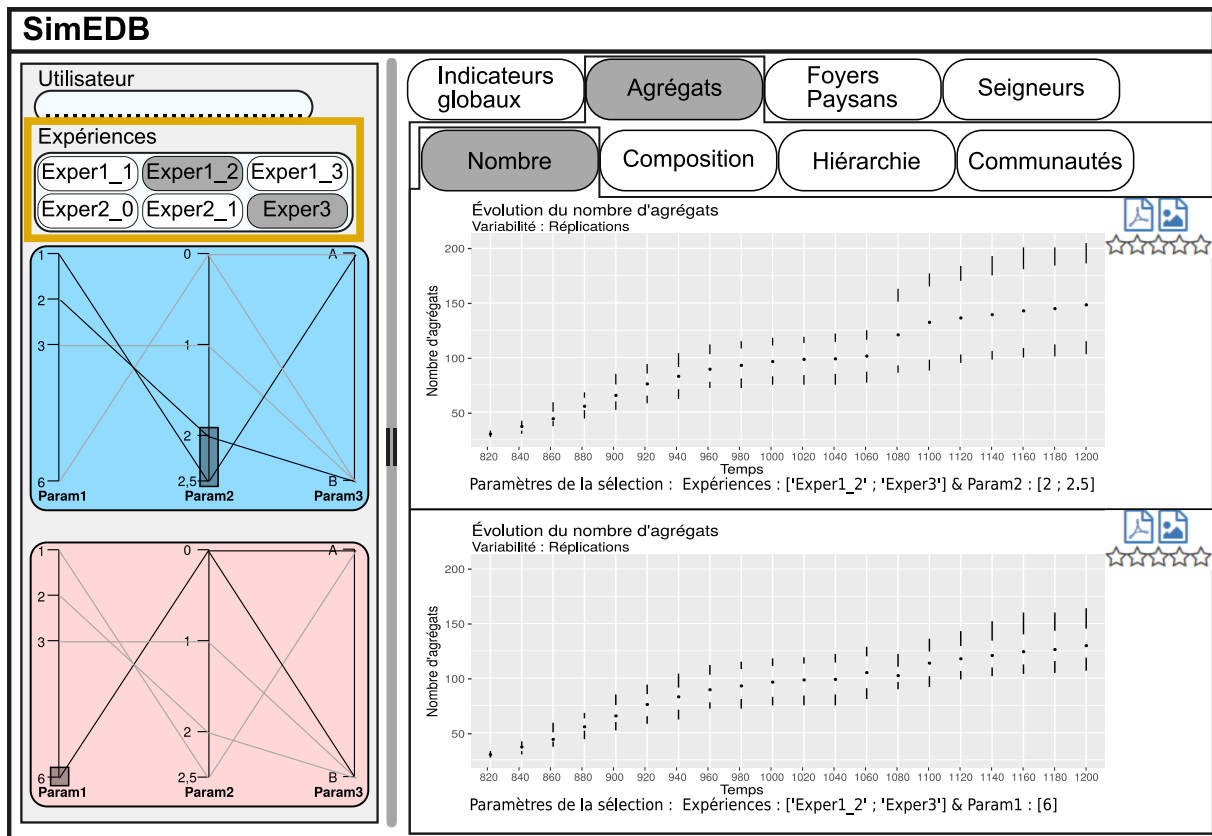 SimEDB
Utilisateur
Expériences
Exper1_1 Exper1_2 Exper1_3
Exper2_0 Exper2_1 Exper3
1 0 A
2
3 1
2
6 2,5 B
Param1 Param2 Param3
1 0 A
2
3 1
2
6 2,5 B
Param1 Param2 Param3
Indicateurs globaux Agrégats Foyers Paysans Seigneurs
Nombre Composition Hiérarchie Communautés
Évolution du nombre d'agrégats
Variabilité : Réplications
Nombre d'agrégats
200
150
100
50
820 840 860 880 900 920 940 960 980 1000 1020 1040 1060 1080 1100 1120 1140 1160 1180 1200
Temps
Paramètres de la sélection : Expériences : ['Exper1_2' ; 'Exper3'] & Param2 : [2 ; 2.5]
Évolution du nombre d'agrégats
Variabilité : Réplications
Nombre d'agrégats
200
150
100
50
820 840 860 880 900 920 940 960 980 1000 1020 1040 1060 1080 1100 1120 1140 1160 1180 1200
Temps
Paramètres de la sélection : Expériences : ['Exper1_2' ; 'Exper3'] & Param1 : [6]